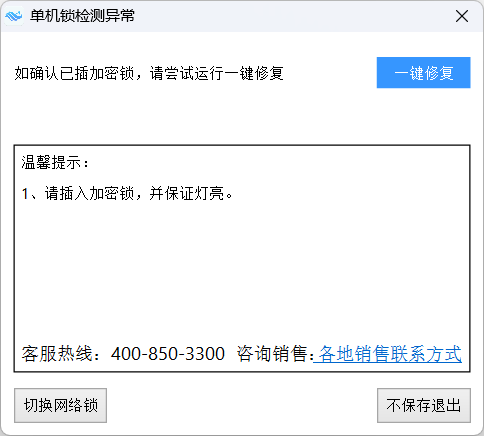 单机锁检测异常
如确认已插加密锁，请尝试运行一键修复
一键修复
温馨提示：
1、请插入加密锁，并保证灯亮。
客服热线：400-850-3300 咨询销售：各地销售联系方式
切换网络锁
不保存退出